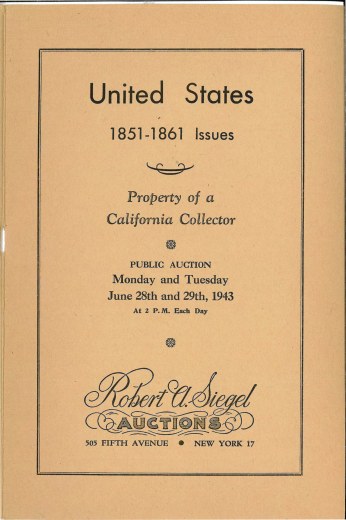 United States
1851-1861 Issues
Property of a
California Collector
PUBLIC AUCTION
Monday and Tuesday
June 28th and 29th, 1943
At 2 P.M. Each Day
Robert A. Siegel
AUCTIONS
505 FIFTH AVENUE • NEW YORK 17